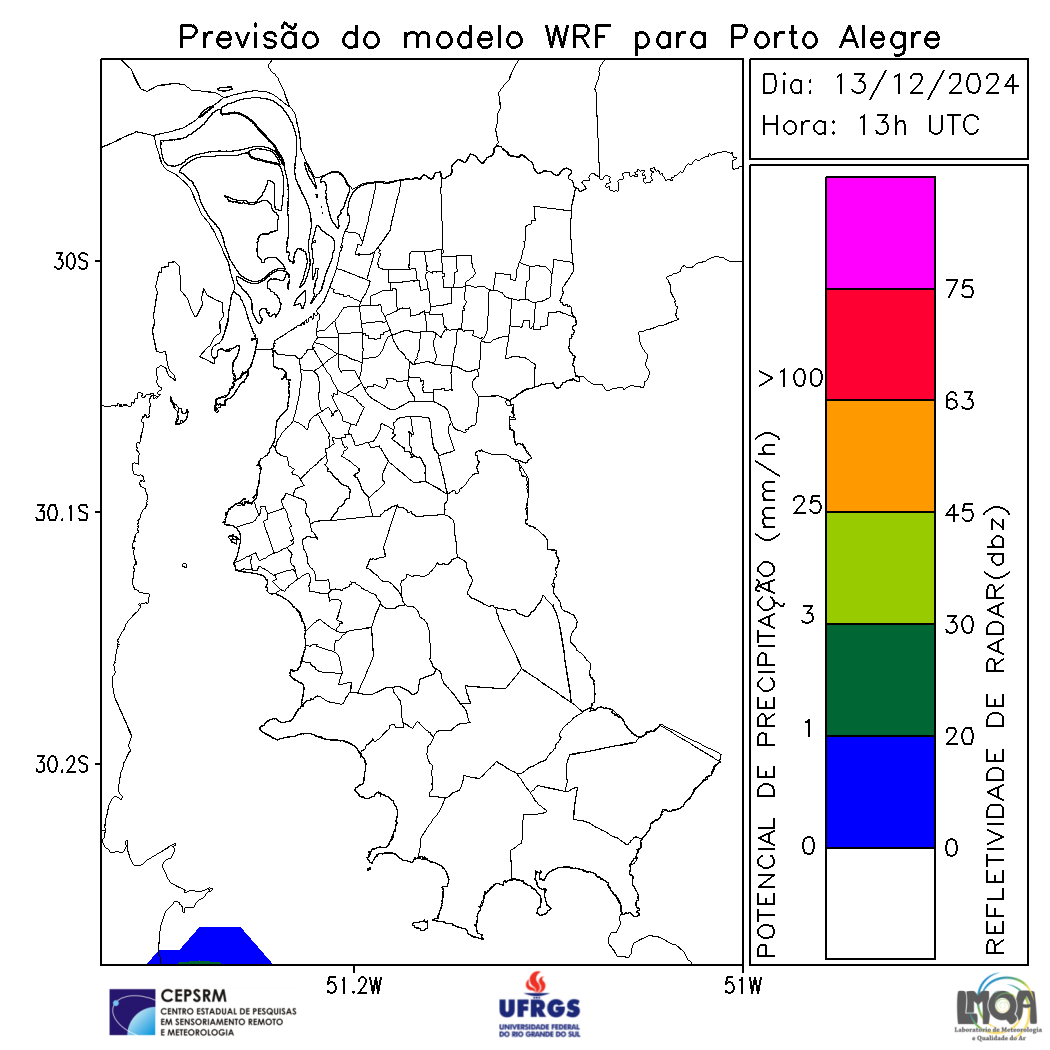 Previsão do modelo WRF para Porto Alegre
Dia: 13/12/2024
Hora: 13h UTC
30S
30.1S
30.2S
51.2W
51W
POTENCIAL DE PRECIPITAÇÃO (mm/h)
>100
25
3
1
0
75
63
45
30
20
0
REFLETIVIDADE DE RADAR(dbz)
CEPSRM
CENTRO ESTADUAL DE PESQUISAS
EM SENSORIAMENTO REMOTO
E METEOROLOGIA
UFRGS
UNIVERSIDADE FEDERAL
DO RIO GRANDE DO SUL
LMQA
Laboratório de Meteorologia
e Qualidade do Ar